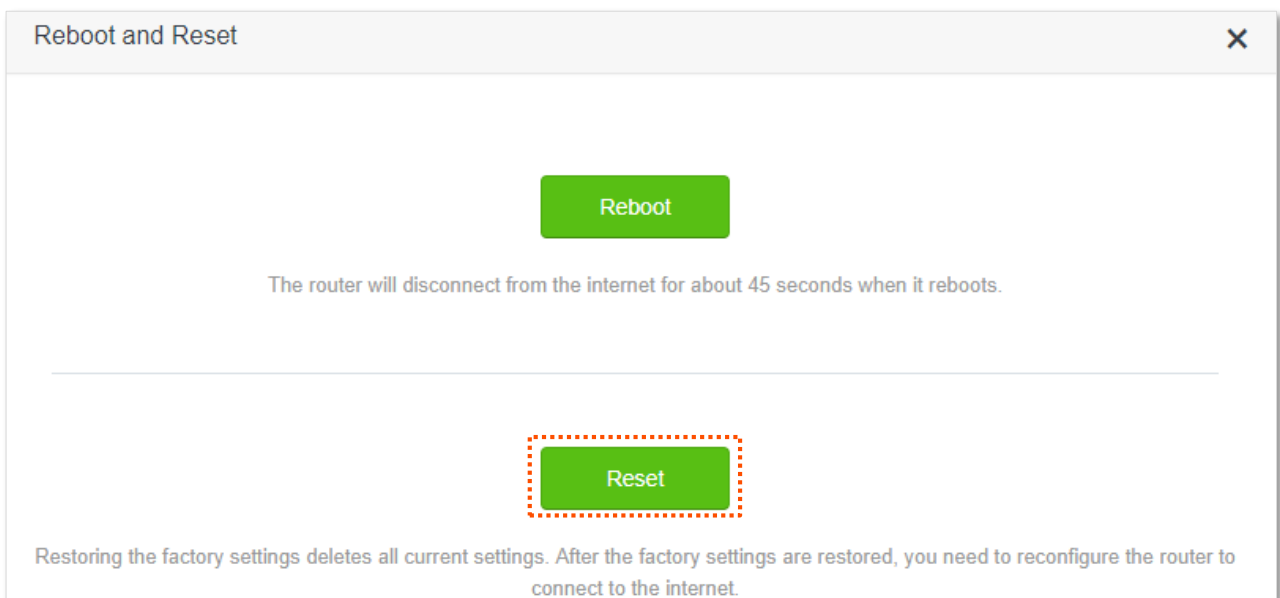 Reboot and Reset
Reboot
The router will disconnect from the internet for about 45 seconds when it reboots.
Reset
Restoring the factory settings deletes all current settings. After the factory settings are restored, you need to reconfigure the router to
connect to the internet.